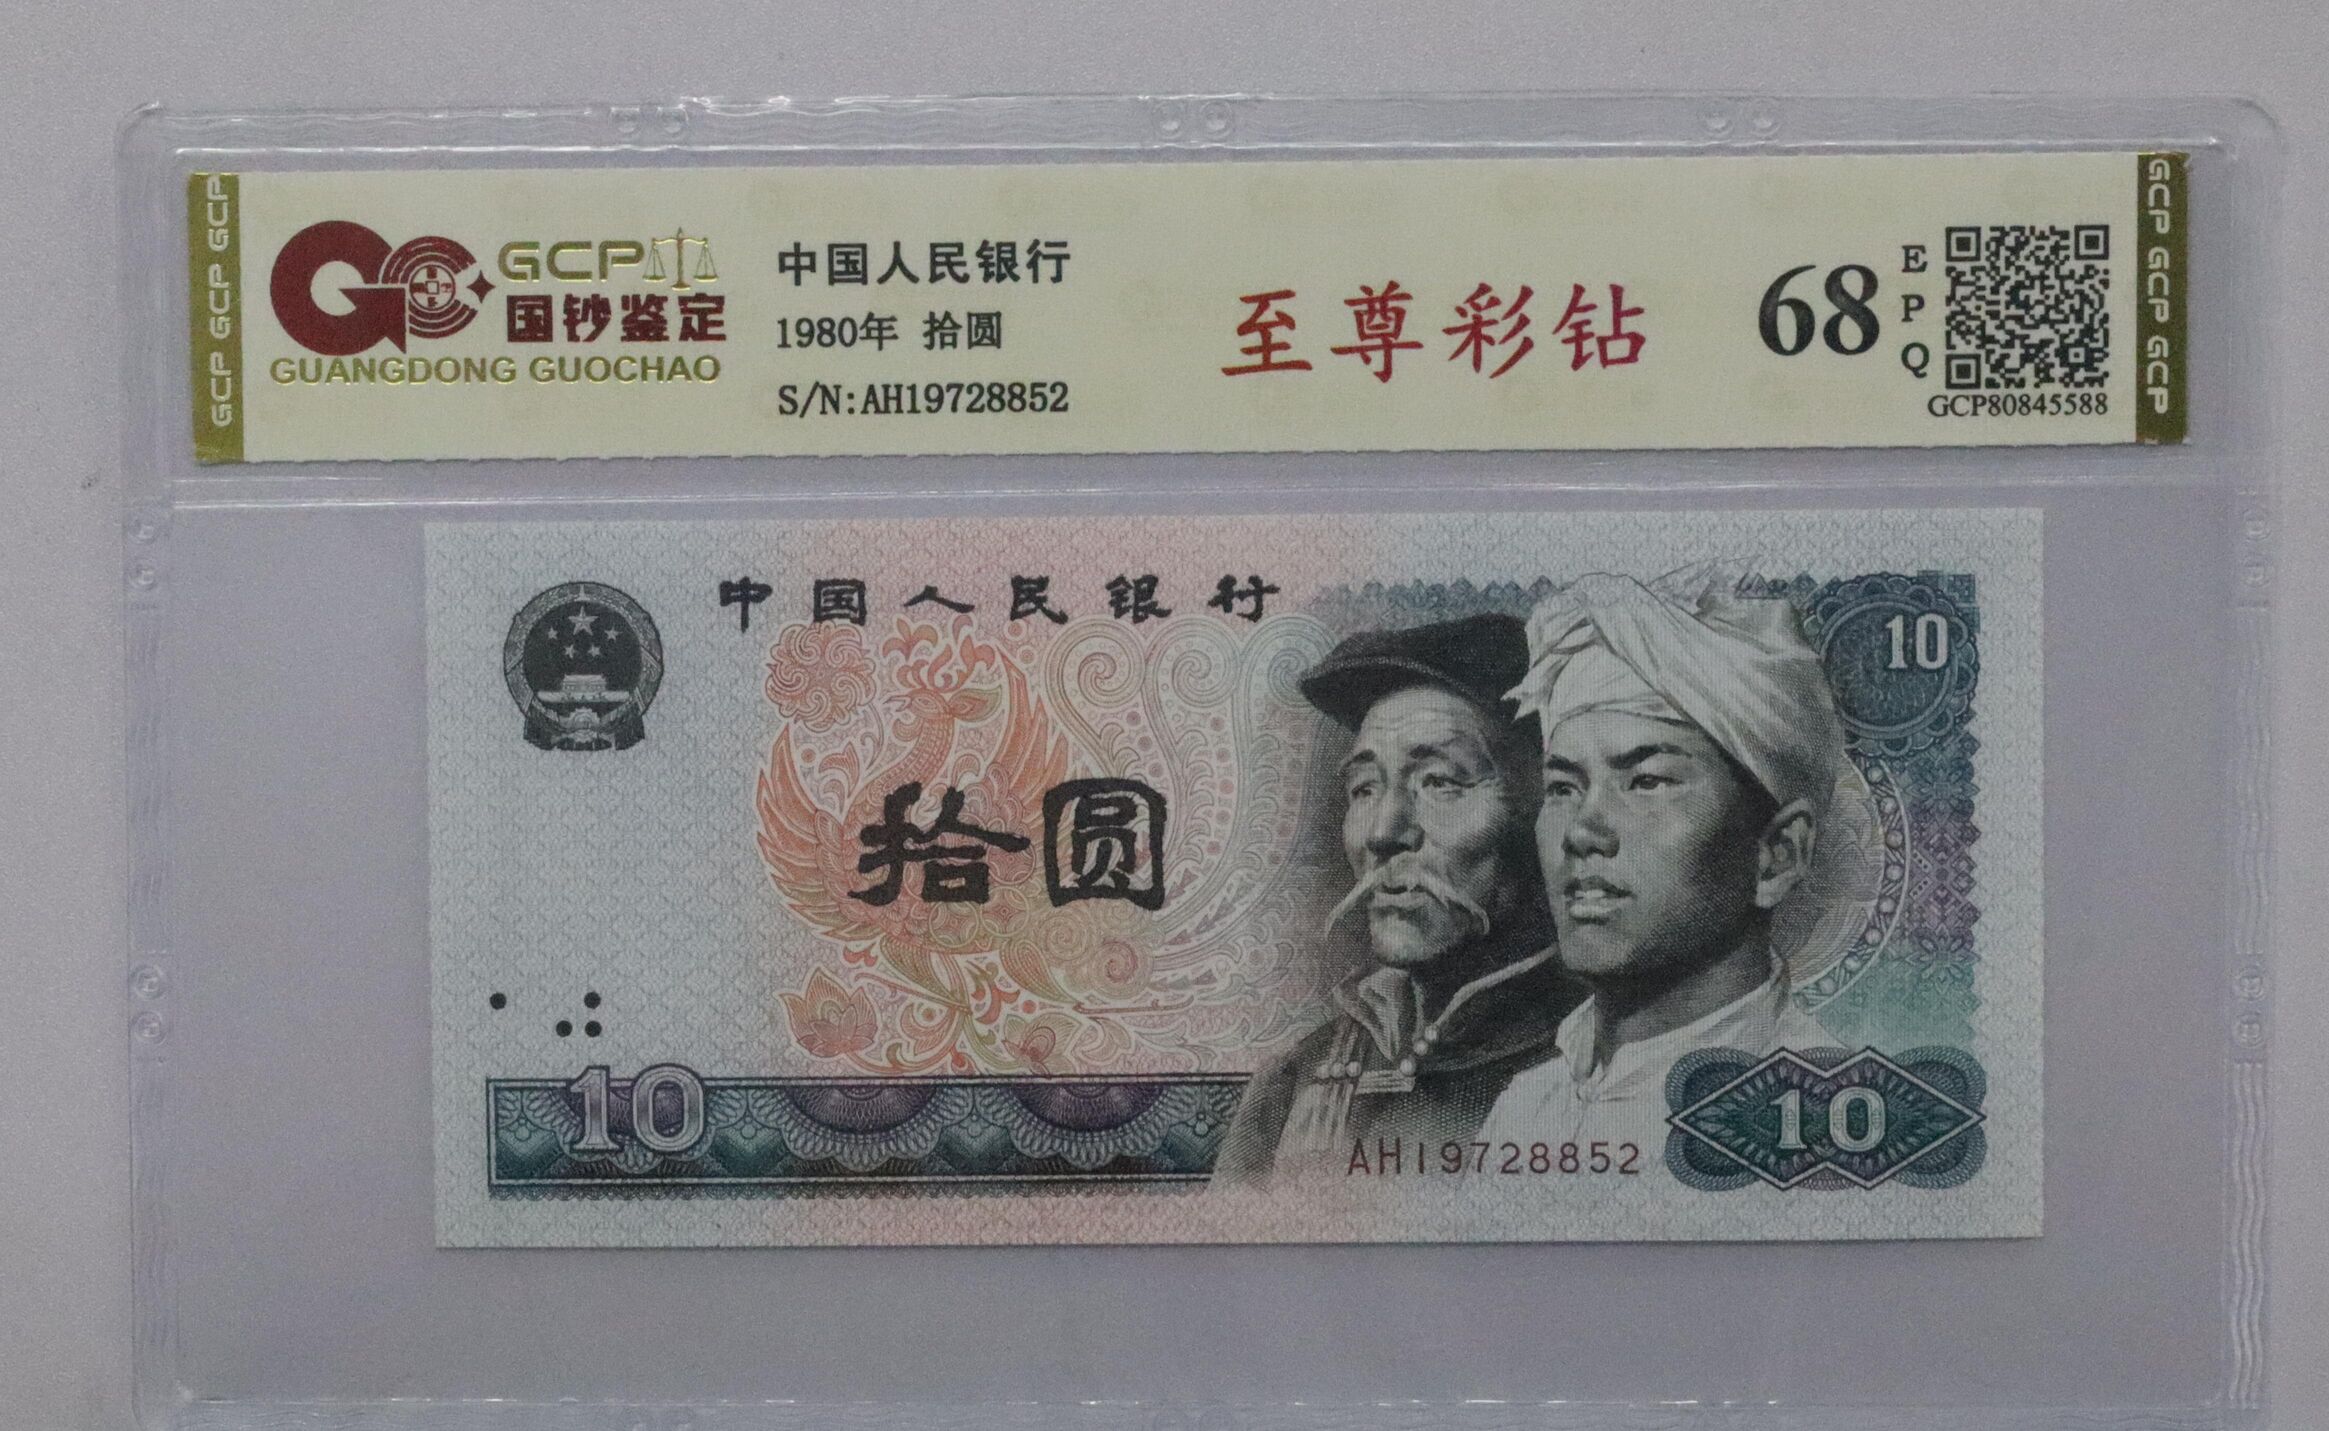 GCP GCP GCP
GCP
国钞鉴定
GUANGDONG GUOCHAO
中国人民银行
1980年 拾圆
S/N:AH19728852
至尊彩钻
68
EPQ
GCP80845588
GCP GCP GCP
中国人民银行
10
拾圆
10
AH19728852
10